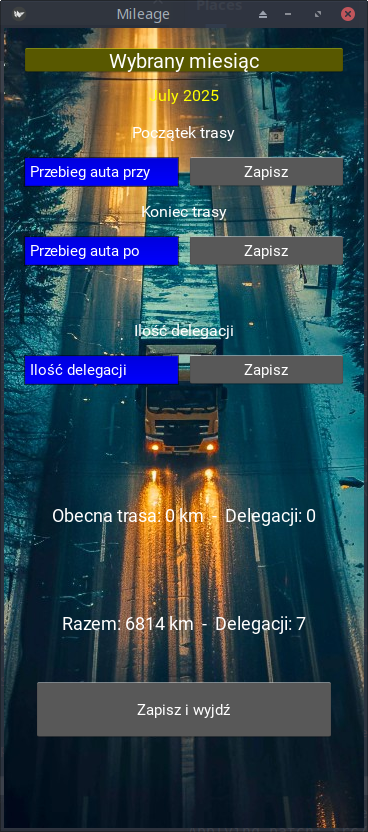 Places
Mileage
Wybrany miesiąc
July 2025
Początek trasy
Przebieg auta przy
Zapisz
Koniec trasy
Przebieg auta po
Zapisz
Ilość delegacji
Ilość delegacji
Zapisz
Obecna trasa: 0 km - Delegacji: 0
Razem: 6814 km - Delegacji: 7
Zapisz i wyjdź